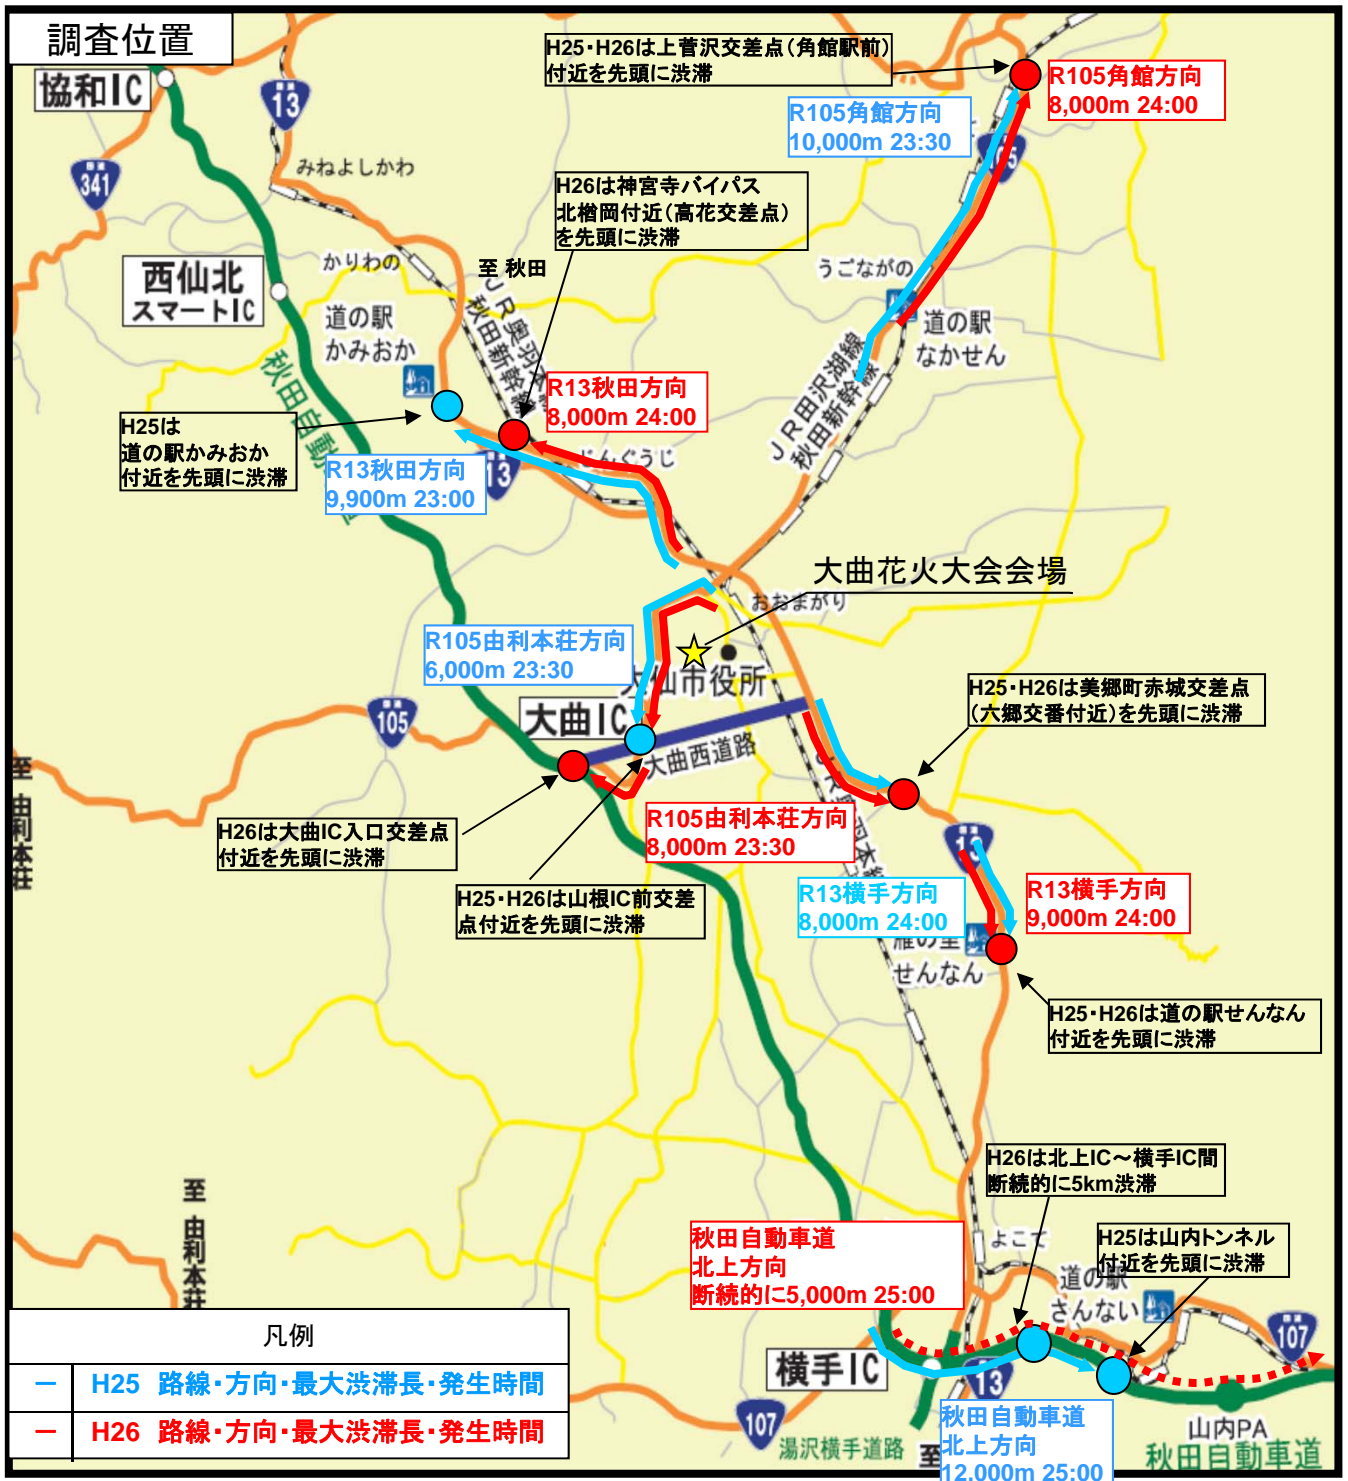 調査位置
協和IC
13
341
みねよしかわ
H25・H26は上菅沢交差点（角館駅前）
付近を先頭に渋滞
R105角館方向
8,000m 24:00
R105角館方向
10,000m 23:30
H26は神宮寺バイパス
北楢岡付近（高花交差点）
を先頭に渋滞
かりわの
至 秋田
西仙北
スマートIC
道の駅
かみおか
うごながの
道の駅
なかせん
JR田沢湖線
秋田新幹線
秋田新幹線
R13秋田方向
8,000m 24:00
H25は
道の駅かみおか
付近を先頭に渋滞
R13秋田方向
9,900m 23:00
13
じんぐうじ
大曲花火大会会場
おおまがり
R105由利本荘方向
6,000m 23:30
大仙市役所
105
大曲IC
大曲西道路
H25・H26は美郷町赤城交差点
（六郷交番付近）を先頭に渋滞
至 由利本荘
H26は大曲IC入口交差点
付近を先頭に渋滞
R105由利本荘方向
8,000m 23:30
H25・H26は山根IC前交差
点付近を先頭に渋滞
13
R13横手方向
8,000m 24:00
R13横手方向
9,000m 24:00
雁の里
せんなん
H25・H26は道の駅せんなん
付近を先頭に渋滞
H26は北上IC～横手IC間
断続的に5km渋滞
至 由利本荘
秋田自動車道
北上方向
断続的に5,000m 25:00
よこて
H25は山内トンネル
付近を先頭に渋滞
道の駅
さんない
107
横手IC
13
107
湯沢横手道路
至
秋田自動車道
北上方向
12,000m 25:00
山内PA
秋田自動車道
凡例
H25 路線・方向・最大渋滞長・発生時間
H26 路線・方向・最大渋滞長・発生時間